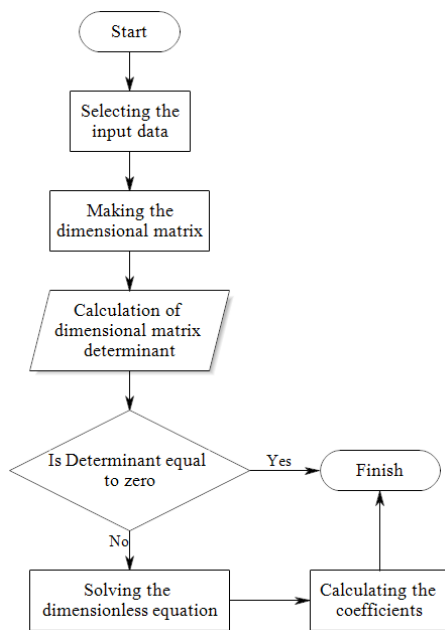 Start
Selecting the
input data
Making the
dimensional matrix
Calculation of
dimensional matrix
determinant
Is Determinant equal
to zero
Yes
Finish
No
Solving the
dimensionless equation
Calculating the
coefficients